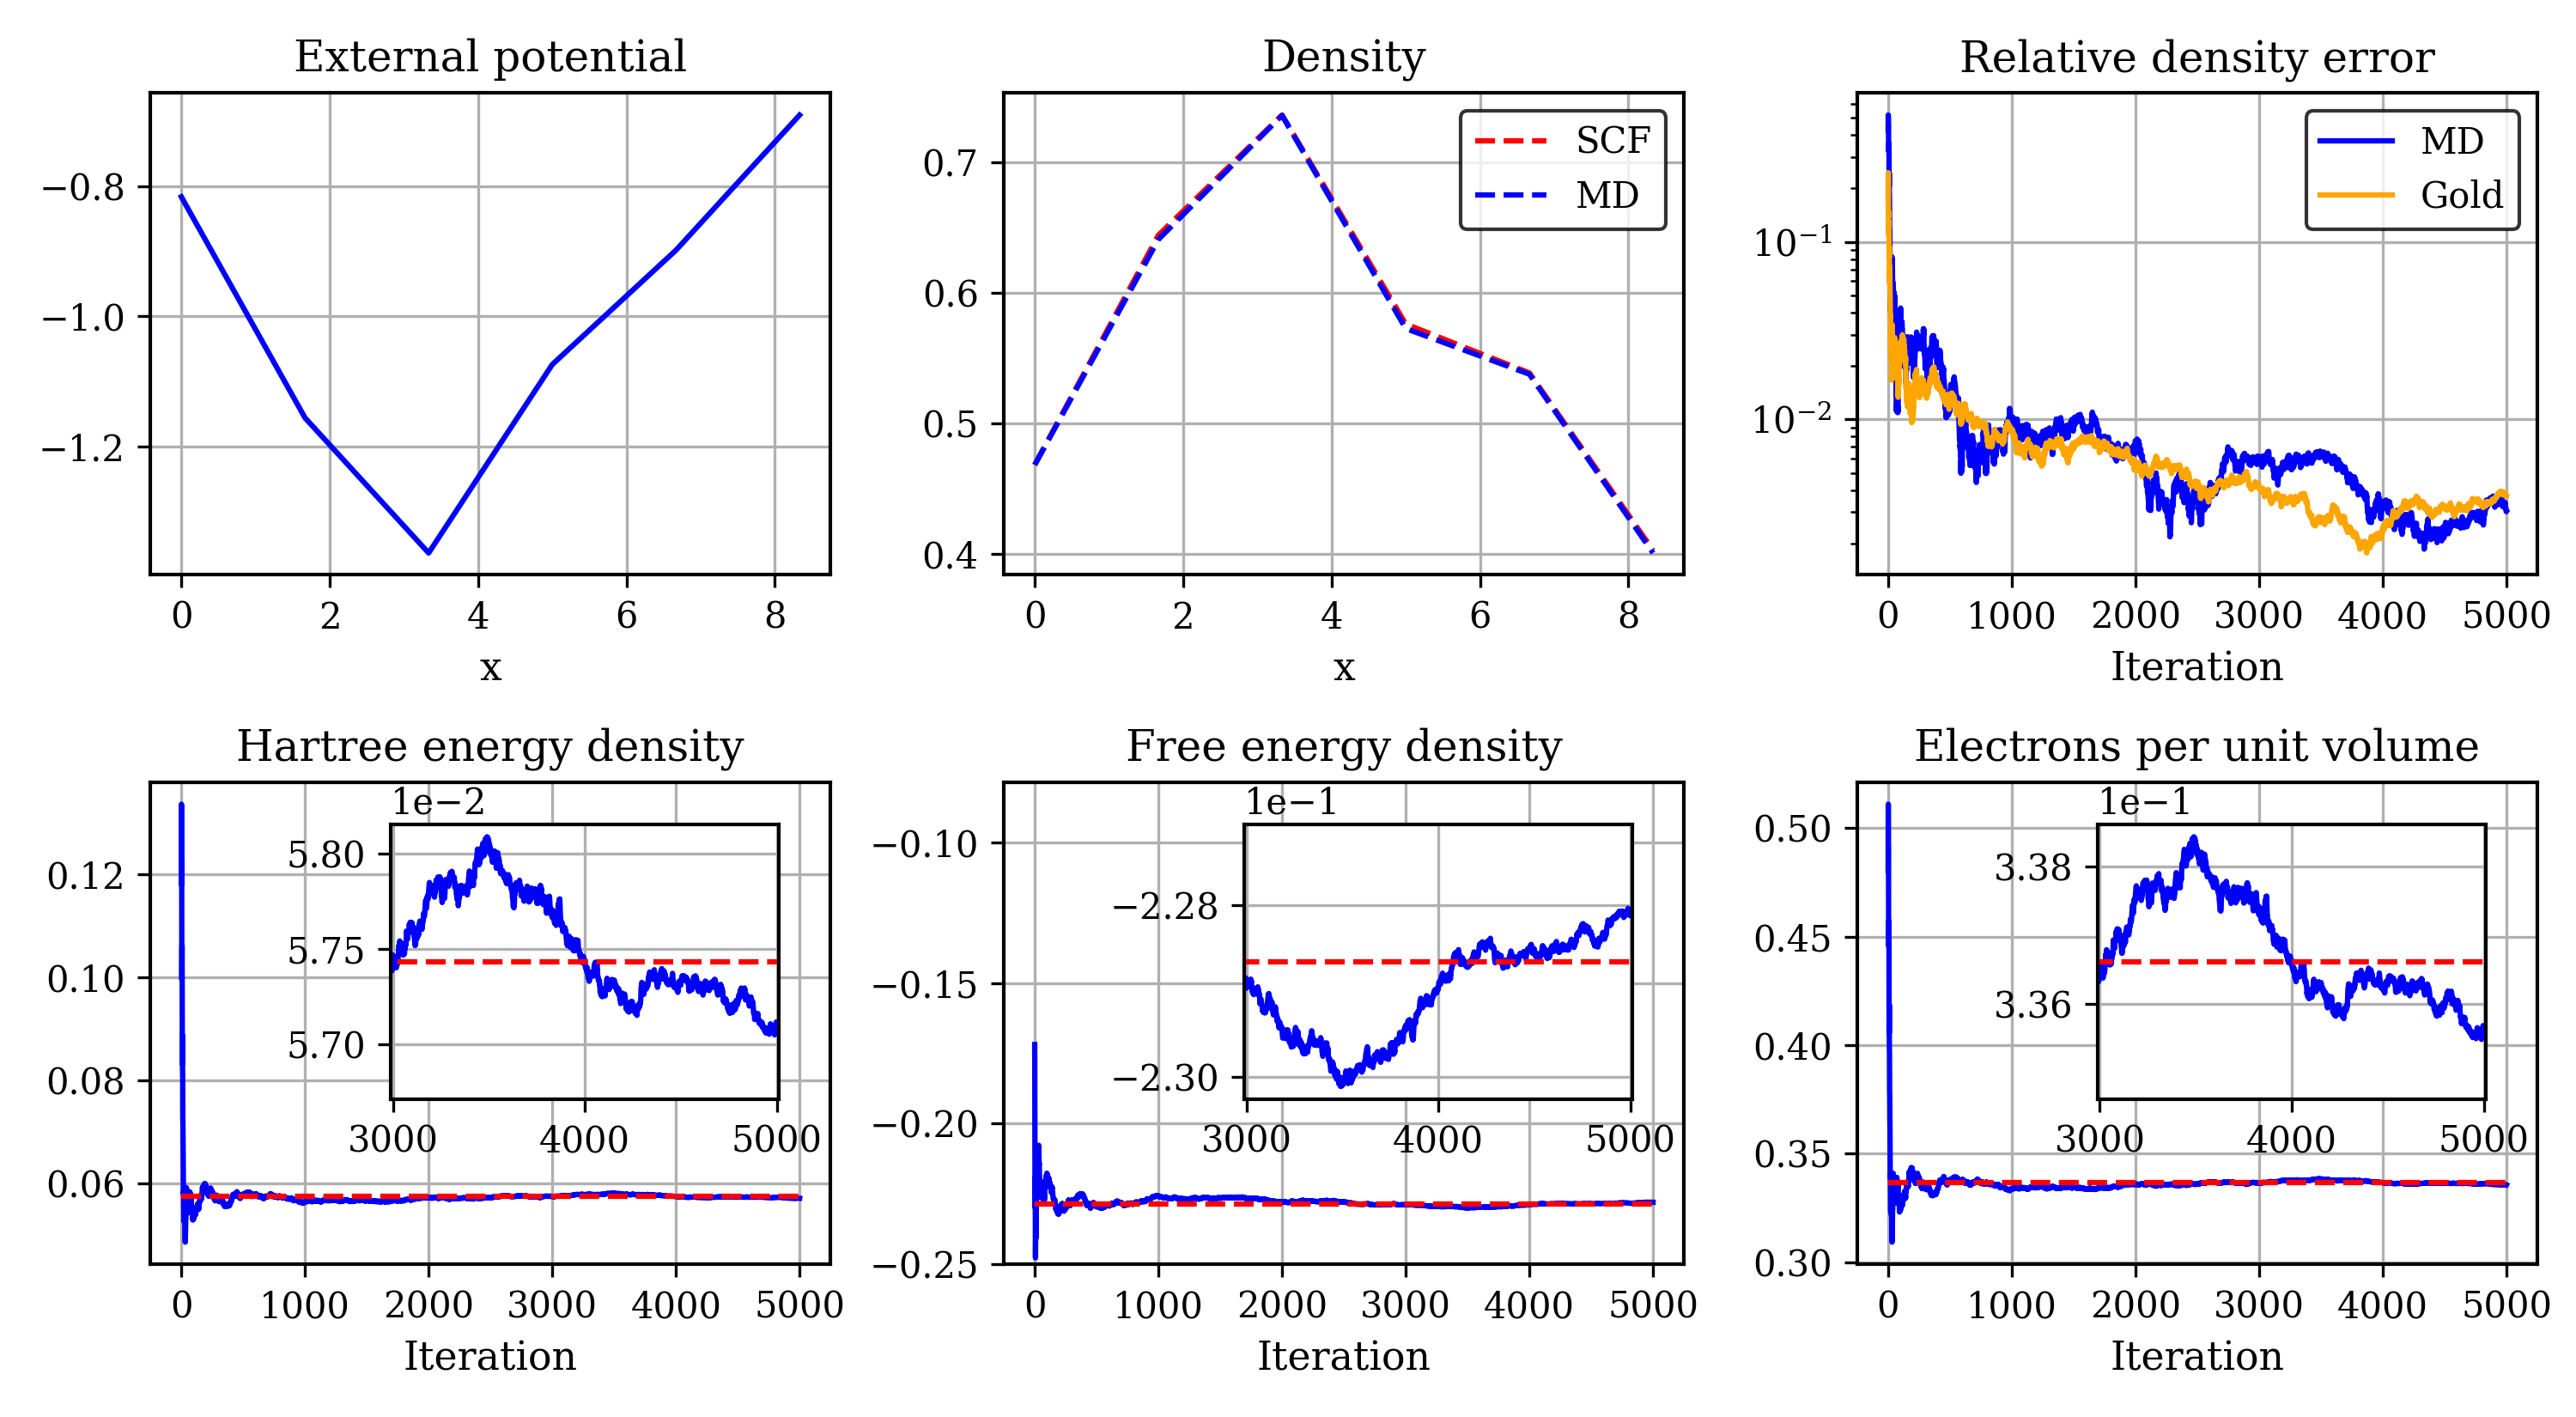 External potential
−0.8
−1.0
−1.2
0 2 4 6 8
x
Density
SCF
MD
0.7
0.6
0.5
0.4
0 2 4 6 8
x
Relative density error
MD
Gold
10−1
10−2
0 1000 2000 3000 4000 5000
Iteration
Hartree energy density
1e−2
5.80
5.75
5.70
3000 4000 5000
0.12
0.10
0.08
0.06
0 1000 2000 3000 4000 5000
Iteration
Free energy density
1e−1
−2.28
−2.30
3000 4000 5000
−0.10
−0.15
−0.20
−0.25
0 1000 2000 3000 4000 5000
Iteration
Electrons per unit volume
1e−1
3.38
3.36
3000 4000 5000
0.50
0.45
0.40
0.35
0.30
0 1000 2000 3000 4000 5000
Iteration